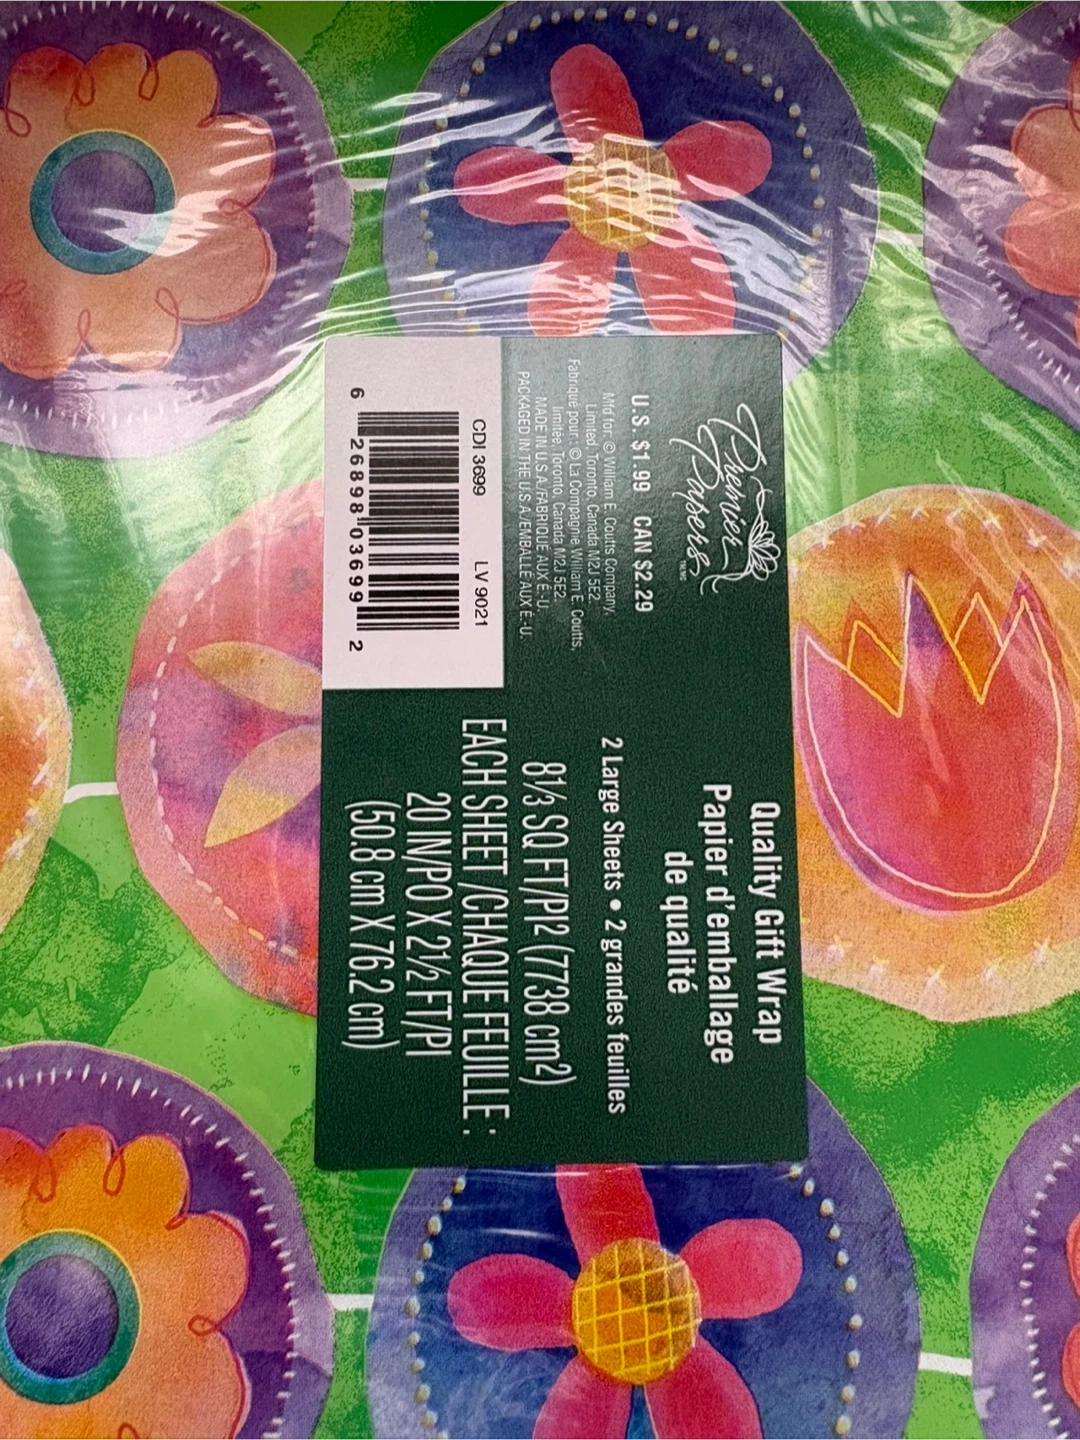 Premier
Papers
Quality Gift Wrap
Papier d'emballage
de qualité
U.S. $1.99 CAN $2.29
Mfd for: © William E. Coutts Company,
Limited, Toronto, Canada M2J 5E2.
Fabriqué pour : © La Compagnie William E. Coutts,
limitée, Toronto, Canada M2J 5E2.
MADE IN U.S.A./FABRIQUÉ AUX É.-U.
PACKAGED IN THE U.S.A./EMBALLÉ AUX É.-U.
2 Large Sheets • 2 grandes feuilles
8 1/3 SQ FT/PI2 (7738 cm2)
EACH SHEET /CHAQUE FEUILLE :
20 IN/PO X 2 1/2 FT/PI
(50.8 cm X 76.2 cm)
CDI 3699 LV 9021
6 26898 03699 2